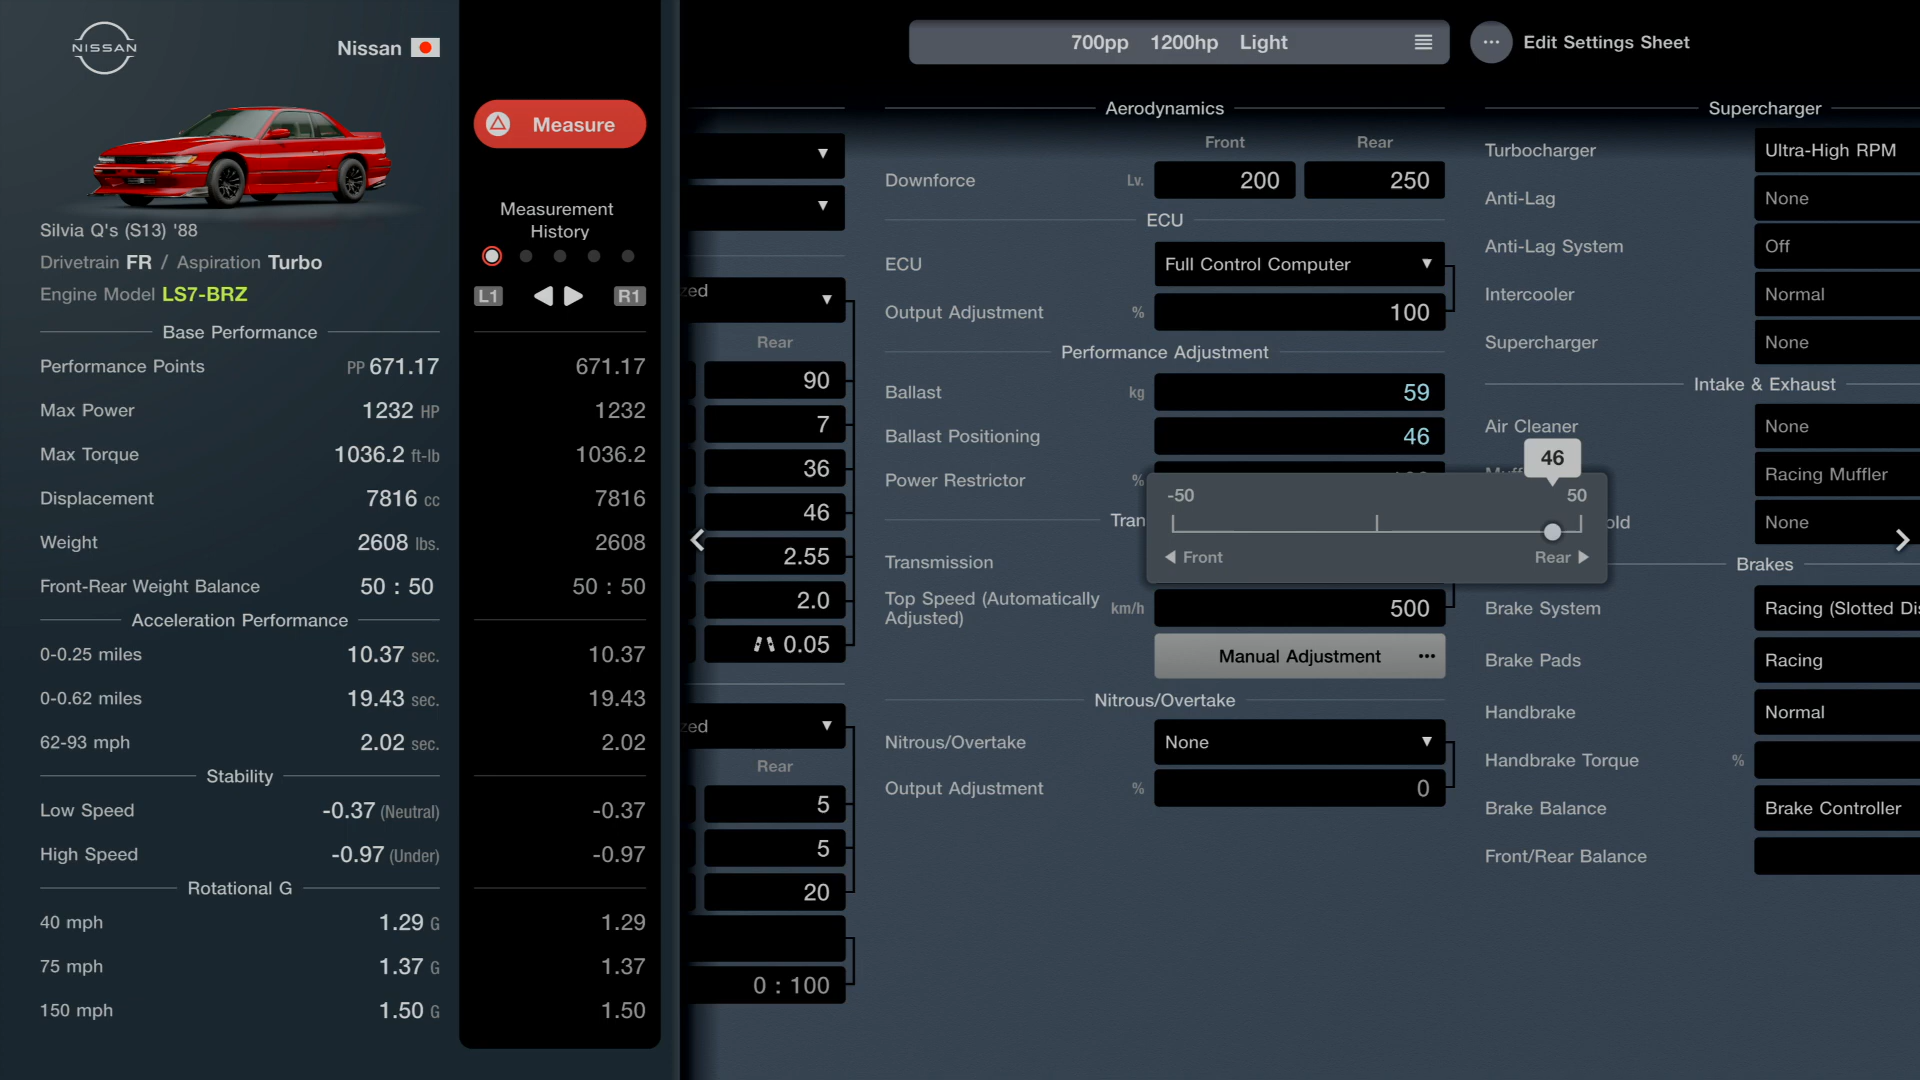 NISSAN
Nissan
Silvia Q's (S13) '88
Drivetrain FR / Aspiration Turbo
Engine Model LS7-BRZ
Base Performance
Performance Points PP 671.17
Max Power 1232 HP
Max Torque 1036.2 ft-lb
Displacement 7816 cc
Weight 2608 lbs.
Front-Rear Weight Balance 50 : 50
Acceleration Performance
0-0.25 miles 10.37 sec.
0-0.62 miles 19.43 sec.
62-93 mph 2.02 sec.
Stability
Low Speed -0.37 (Neutral)
High Speed -0.97 (Under)
Rotational G
40 mph 1.29 G
75 mph 1.37 G
150 mph 1.50 G
Measure
Measurement
History
L1 R1
671.17
1232
1036.2
7816
2608
50 : 50
10.37
19.43
2.02
-0.37
-0.97
1.29
1.37
1.50
700pp 1200hp Light
Edit Settings Sheet
zed
Rear
90
7
36
46
2.55
2.0
0.05
zed
Rear
5
5
20
0 : 100
Aerodynamics
Front Rear
Downforce Lv. 200 250
ECU
ECU Full Control Computer
Output Adjustment % 100
Performance Adjustment
Ballast kg 59
Ballast Positioning 46
Power Restrictor %
Tran
46
-50 50
Front Rear
Transmission
Top Speed (Automatically
Adjusted) km/h 500
Manual Adjustment
Nitrous/Overtake
Nitrous/Overtake None
Output Adjustment % 0
Supercharger
Turbocharger Ultra-High RPM
Anti-Lag None
Anti-Lag System Off
Intercooler Normal
Supercharger None
Intake & Exhaust
Air Cleaner None
Muff Racing Muffler
old None
Brakes
Brake System Racing (Slotted Dis
Brake Pads Racing
Handbrake Normal
Handbrake Torque %
Brake Balance Brake Controller
Front/Rear Balance